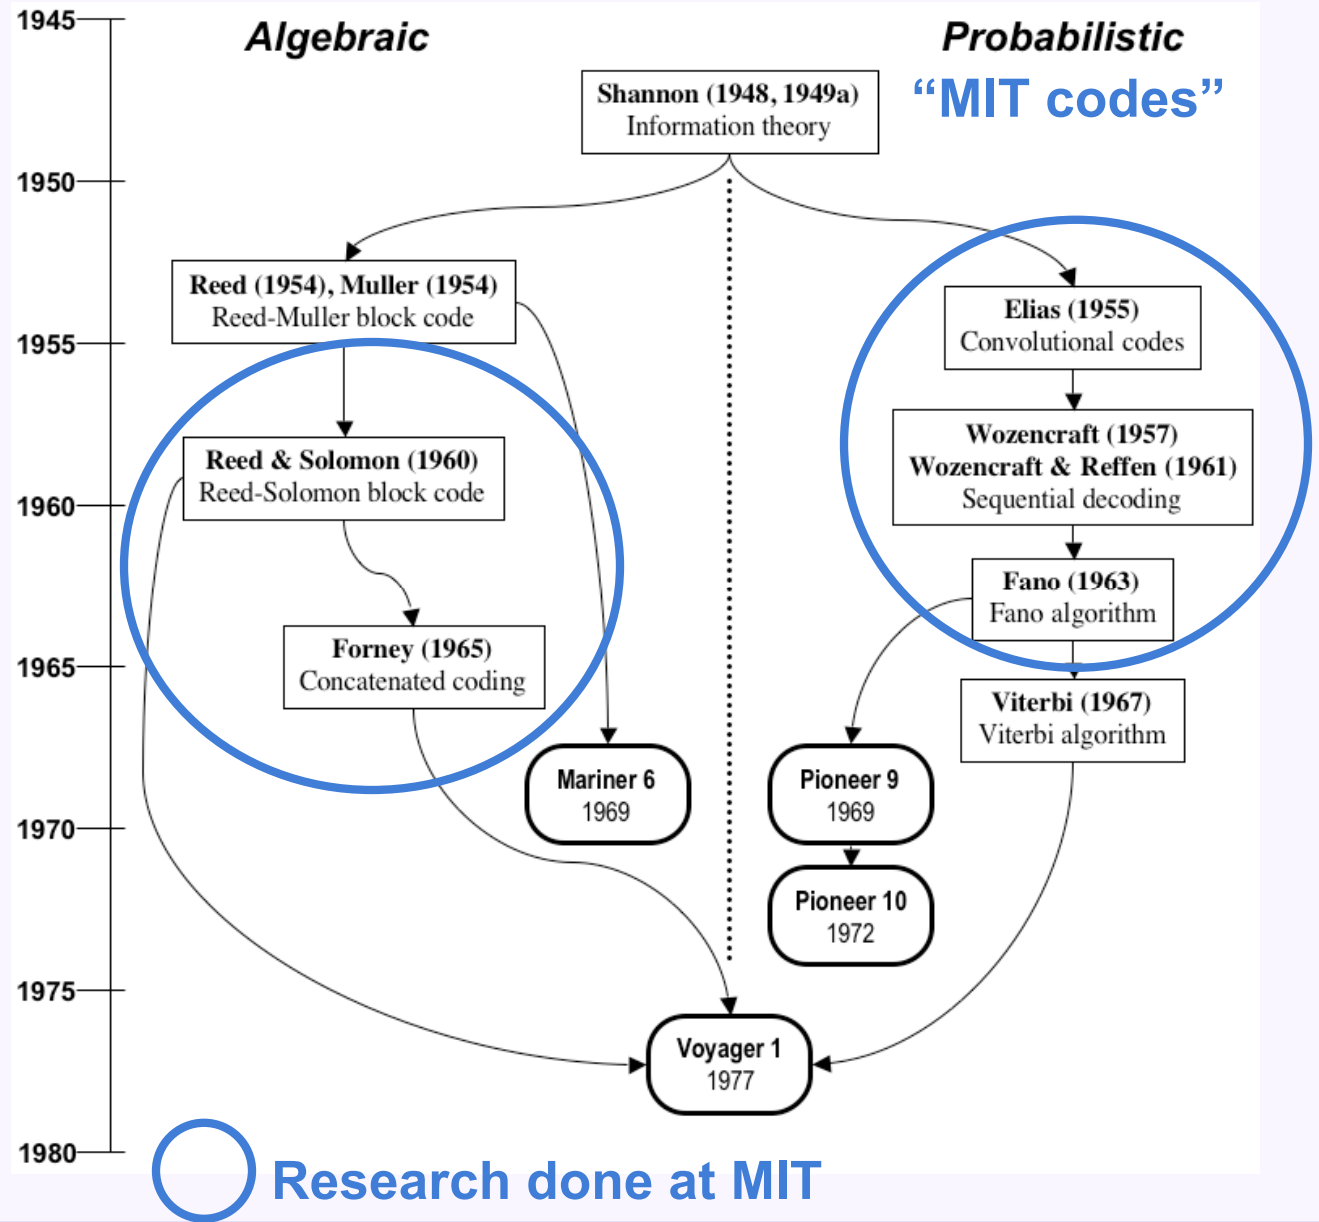 1945
Algebraic
Probabilistic
“MIT codes”
Shannon (1948, 1949a)
Information theory
1950
Reed (1954), Muller (1954)
Reed-Muller block code
Elias (1955)
Convolutional codes
1955
Wozencraft (1957)
Wozencraft & Reffen (1961)
Sequential decoding
Reed & Solomon (1960)
Reed-Solomon block code
1960
Fano (1963)
Fano algorithm
Forney (1965)
Concatenated coding
1965
Viterbi (1967)
Viterbi algorithm
Mariner 6
1969
Pioneer 9
1969
1970
Pioneer 10
1972
1975
Voyager 1
1977
1980
Research done at MIT